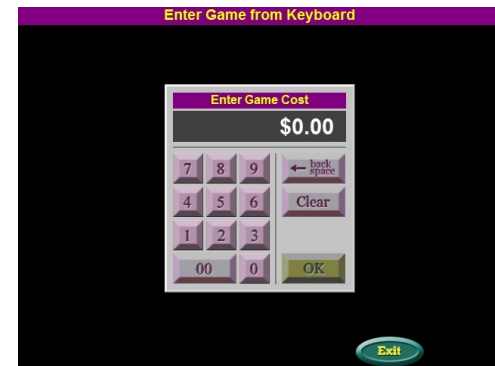 Enter Game from Keyboard
Enter Game Cost
$0.00
7 8 9 ← back space
4 5 6 Clear
1 2 3
00 0 OK
Exit